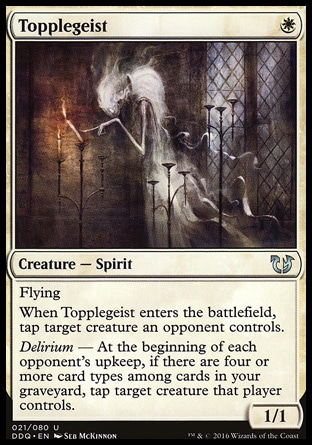 Topplegeist
Creature — Spirit
Flying
When Topplegeist enters the battlefield,
tap target creature an opponent controls.
Delirium — At the beginning of each
opponent's upkeep, if there are four or
more card types among cards in your
graveyard, tap target creature that player
controls.
1/1
021/080 U
DDQ • EN Seb McKinnon
™ & © 2016 Wizards of the Coast